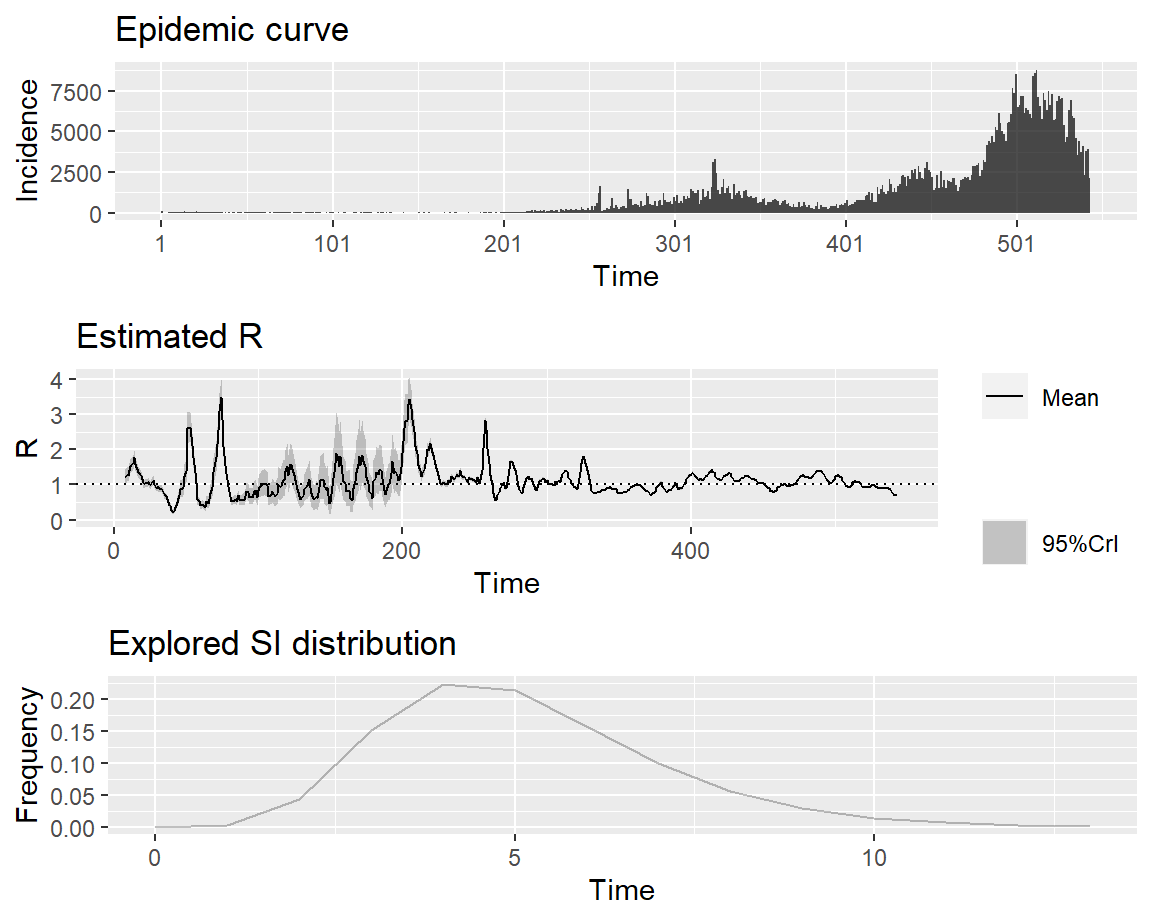 Epidemic curve
Incidence
7500
5000
2500
0
1 101 201 301 401 501
Time
Estimated R
R
4
3
2
1
0
0 200 400
Time
Mean
95%CrI
Explored SI distribution
Frequency
0.20
0.15
0.10
0.05
0.00
0 5 10
Time